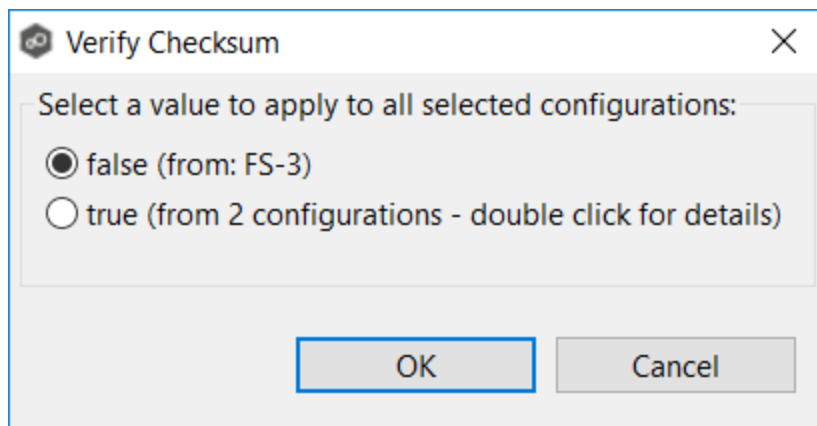 Verify Checksum
Select a value to apply to all selected configurations:
false (from: FS-3)
true (from 2 configurations - double click for details)
OK
Cancel